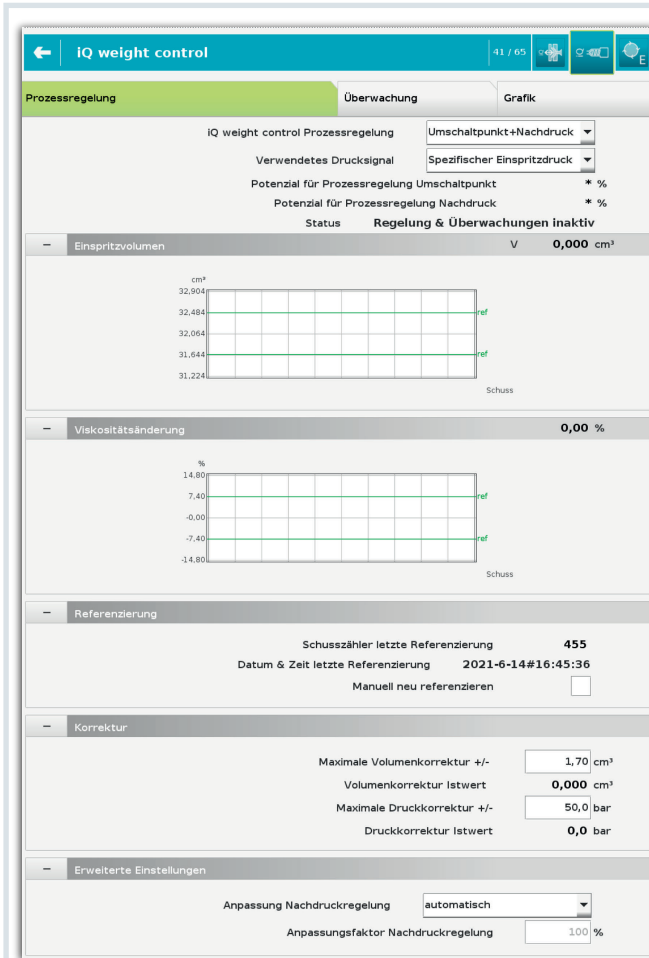 iQ weight control 41 / 65 E
Prozessregelung Überwachung Grafik
iQ weight control Prozessregelung Umschaltpunkt+Nachdruck
Verwendetes Drucksignal Spezifischer Einspritzdruck
Potenzial für Prozessregelung Umschaltpunkt * %
Potenzial für Prozessregelung Nachdruck * %
Status Regelung & Überwachungen inaktiv
– Einspritzvolumen V 0,000 cm³
cm³
32,904
32,484 ref
32,064
31,644 ref
31,224
Schuss
– Viskositätsänderung 0,00 %
%
14,80
7,40 ref
-0,00
-7,40 ref
-14,80
Schuss
– Referenzierung
Schusszähler letzte Referenzierung 455
Datum & Zeit letzte Referenzierung 2021-6-14#16:45:36
Manuell neu referenzieren
– Korrektur
Maximale Volumenkorrektur +/- 1,70 cm³
Volumenkorrektur Istwert 0,000 cm³
Maximale Druckkorrektur +/- 50,0 bar
Druckkorrektur Istwert 0,0 bar
– Erweiterte Einstellungen
Anpassung Nachdruckregelung automatisch
Anpassungsfaktor Nachdruckregelung 100 %